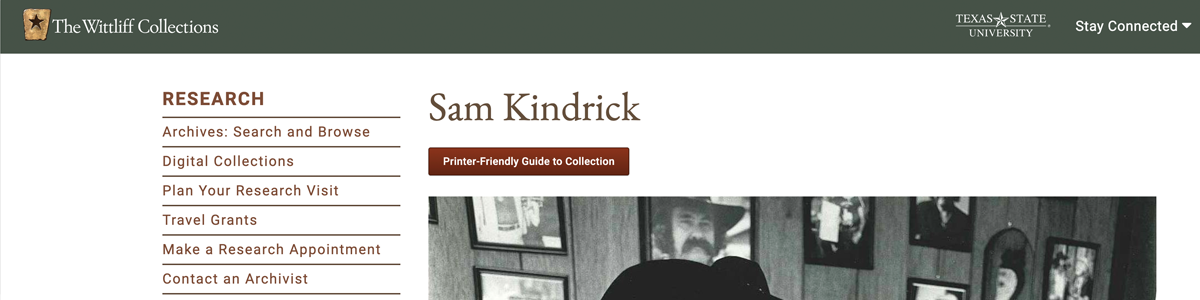 The Wittliff Collections
TEXAS STATE
UNIVERSITY
Stay Connected
RESEARCH
Archives: Search and Browse
Digital Collections
Plan Your Research Visit
Travel Grants
Make a Research Appointment
Contact an Archivist
Sam Kindrick
Printer-Friendly Guide to Collection